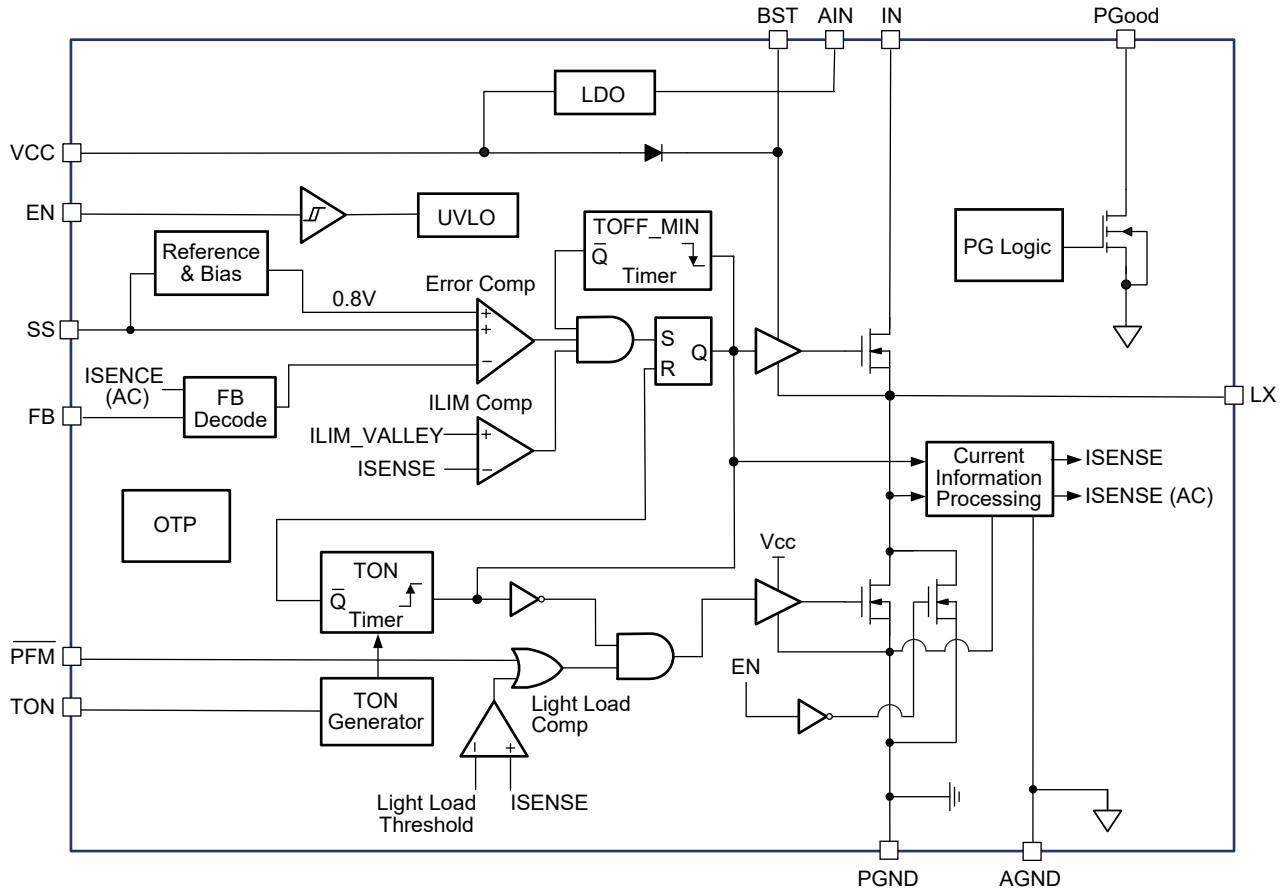 BST
AIN
IN
PGood
LDO
VCC
EN
UVLO
TOFF_MIN
Q̅
Timer
Reference
& Bias
PG Logic
Error Comp
0.8V
+
+
−
SS
S
R
Q
ISENCE
(AC)
FB
Decode
FB
LX
ILIM Comp
ILIM_VALLEY
+
ISENSE
−
Current
Information
Processing
ISENSE
ISENSE (AC)
OTP
Vcc
TON
Q̅
Timer
P̅F̅M̅
EN
TON
TON
Generator
Light Load
Comp
−
+
Light Load
Threshold
ISENSE
PGND
AGND